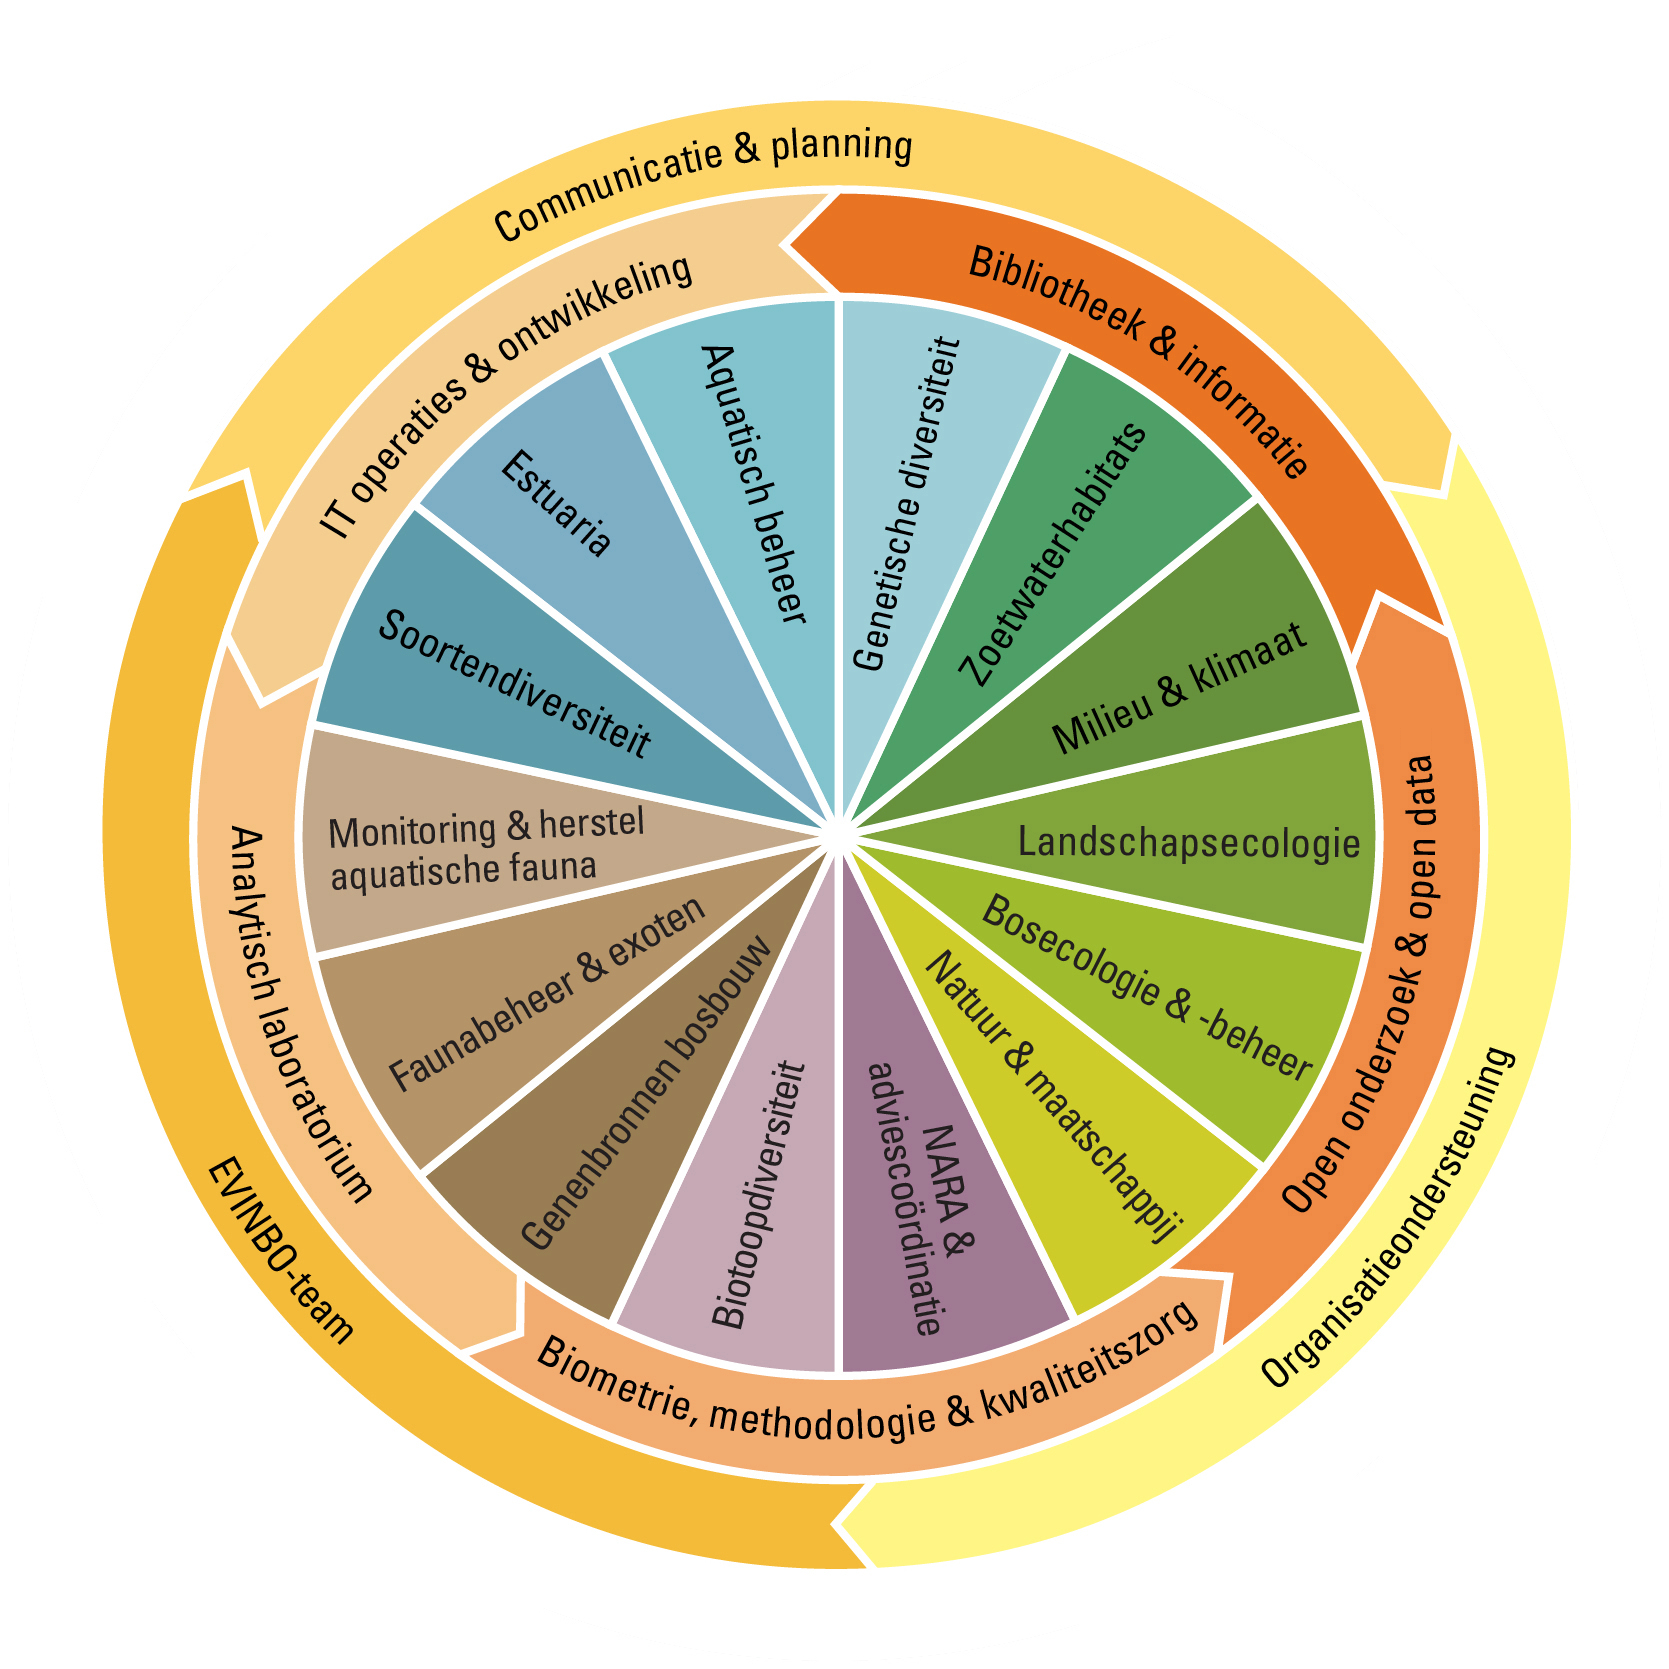 Communicatie & planning
Organisatieondersteuning
EVINBO-team
Bibliotheek & informatie
Open onderzoek & open data
Biometrie, methodologie & kwaliteitszorg
Analytisch laboratorium
IT operaties & ontwikkeling
Genetische diversiteit
Zoetwaterhabitats
Milieu & klimaat
Landschapsecologie
Bosecologie & -beheer
Natuur & maatschappij
NARA &
adviescoördinatie
Biotoopdiversiteit
Genenbronnen bosbouw
Faunabeheer & exoten
Monitoring & herstel
aquatische fauna
Soortendiversiteit
Estuaria
Aquatisch beheer